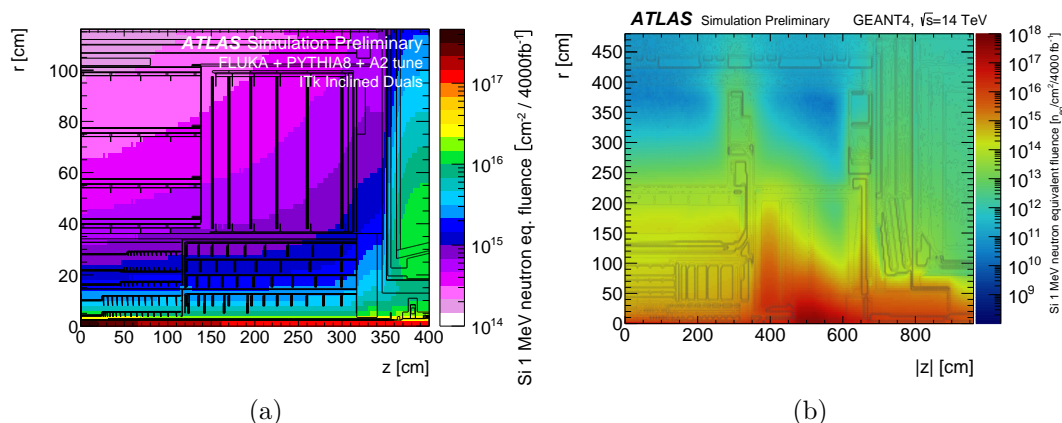 ATLAS Simulation Preliminary
FLUKA + PYTHIA8 + A2 tune
ITk Inclined Duals
r [cm]
100
80
60
40
20
0
0 50 100 150 200 250 300 350 400
z [cm]
10^17
10^16
10^15
10^14
Si 1 MeV neutron eq. fluence [cm^-2 / 4000fb^-1]
(a)
ATLAS Simulation Preliminary GEANT4, √s=14 TeV
r [cm]
450
400
350
300
250
200
150
100
50
0
0 200 400 600 800
|z| [cm]
10^18
10^17
10^16
10^15
10^14
10^13
10^12
10^11
10^10
10^9
Si 1 MeV neutron equivalent fluence [n_eq/cm^2/4000 fb^-1]
(b)